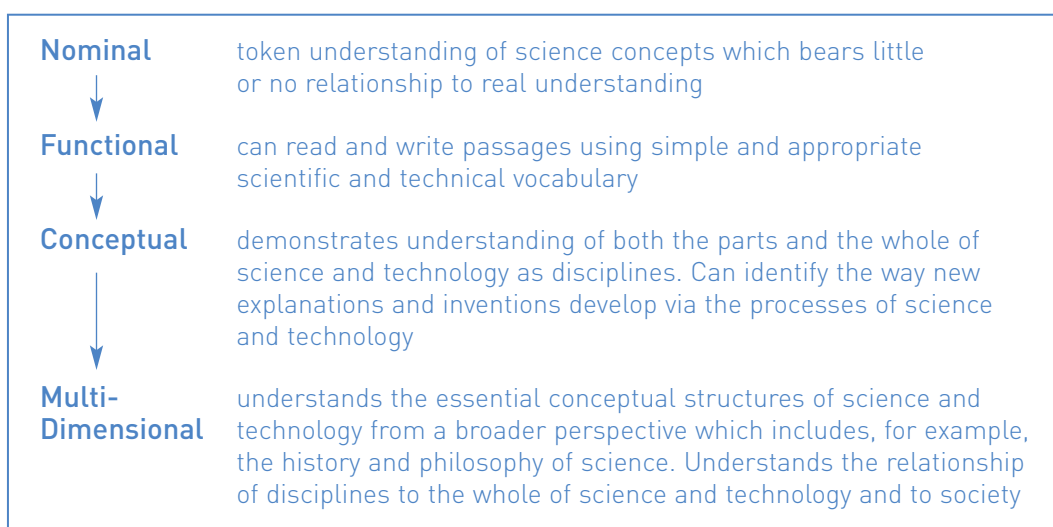 Nominal token understanding of science concepts which bears little
or no relationship to real understanding
Functional can read and write passages using simple and appropriate
scientific and technical vocabulary
Conceptual demonstrates understanding of both the parts and the whole of
science and technology as disciplines. Can identify the way new
explanations and inventions develop via the processes of science
and technology
Multi- understands the essential conceptual structures of science and
Dimensional technology from a broader perspective which includes, for example,
the history and philosophy of science. Understands the relationship
of disciplines to the whole of science and technology and to society